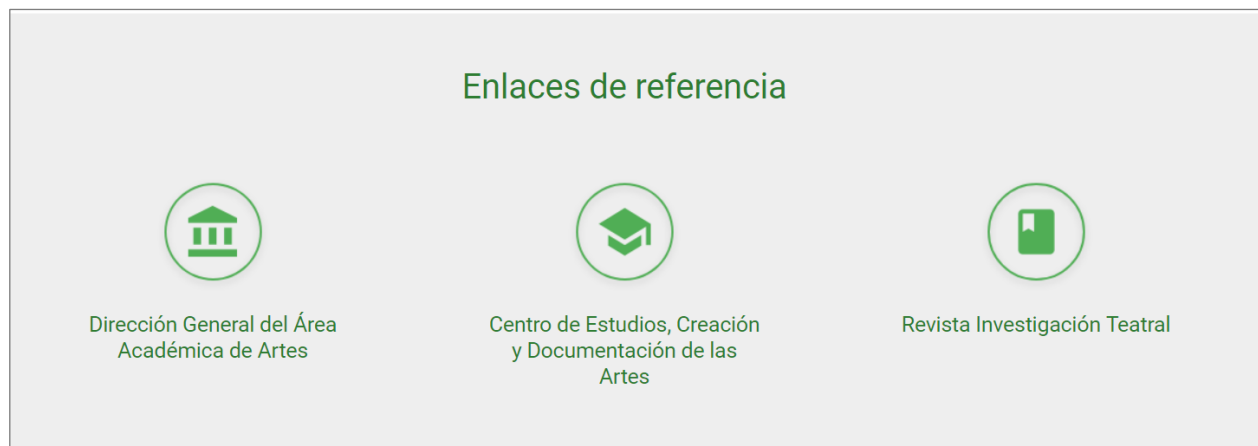 Enlaces de referencia
Dirección General del Área
Académica de Artes
Centro de Estudios, Creación
y Documentación de las
Artes
Revista Investigación Teatral